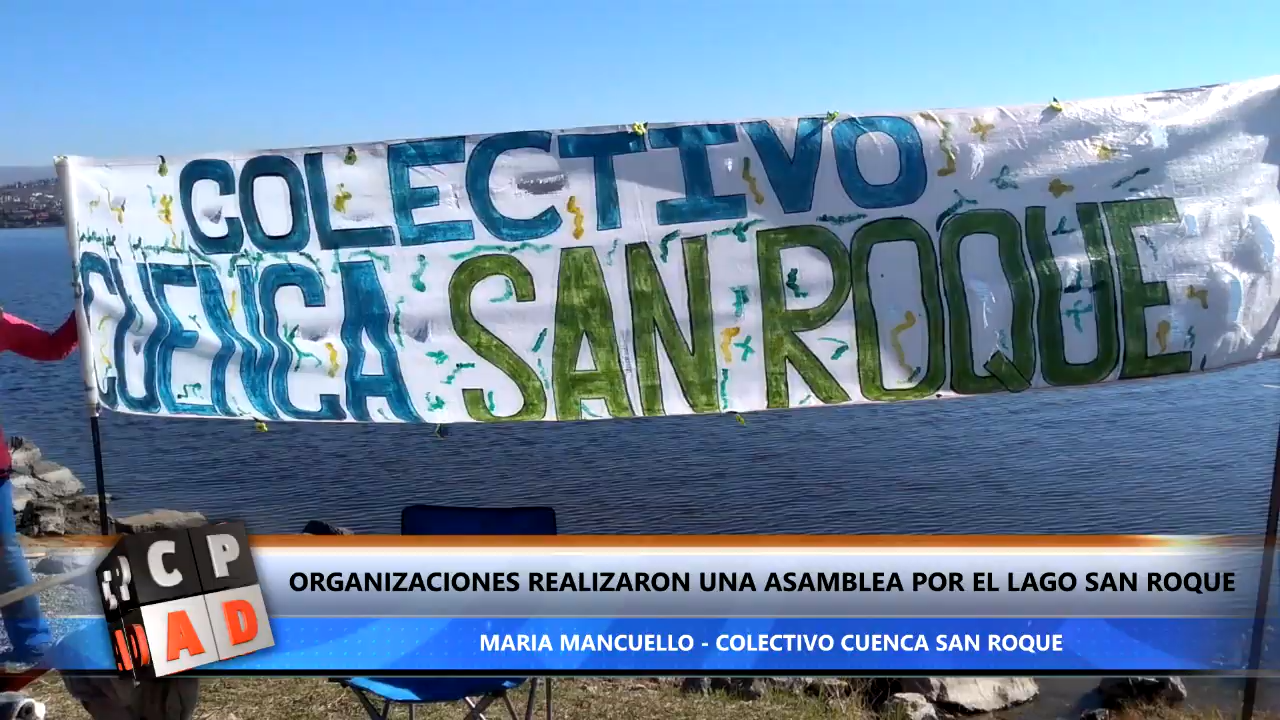 COLECTIVO
CUENCA SAN ROQUE
CP
AD
ORGANIZACIONES REALIZARON UNA ASAMBLEA POR EL LAGO SAN ROQUE
MARIA MANCUELLO - COLECTIVO CUENCA SAN ROQUE